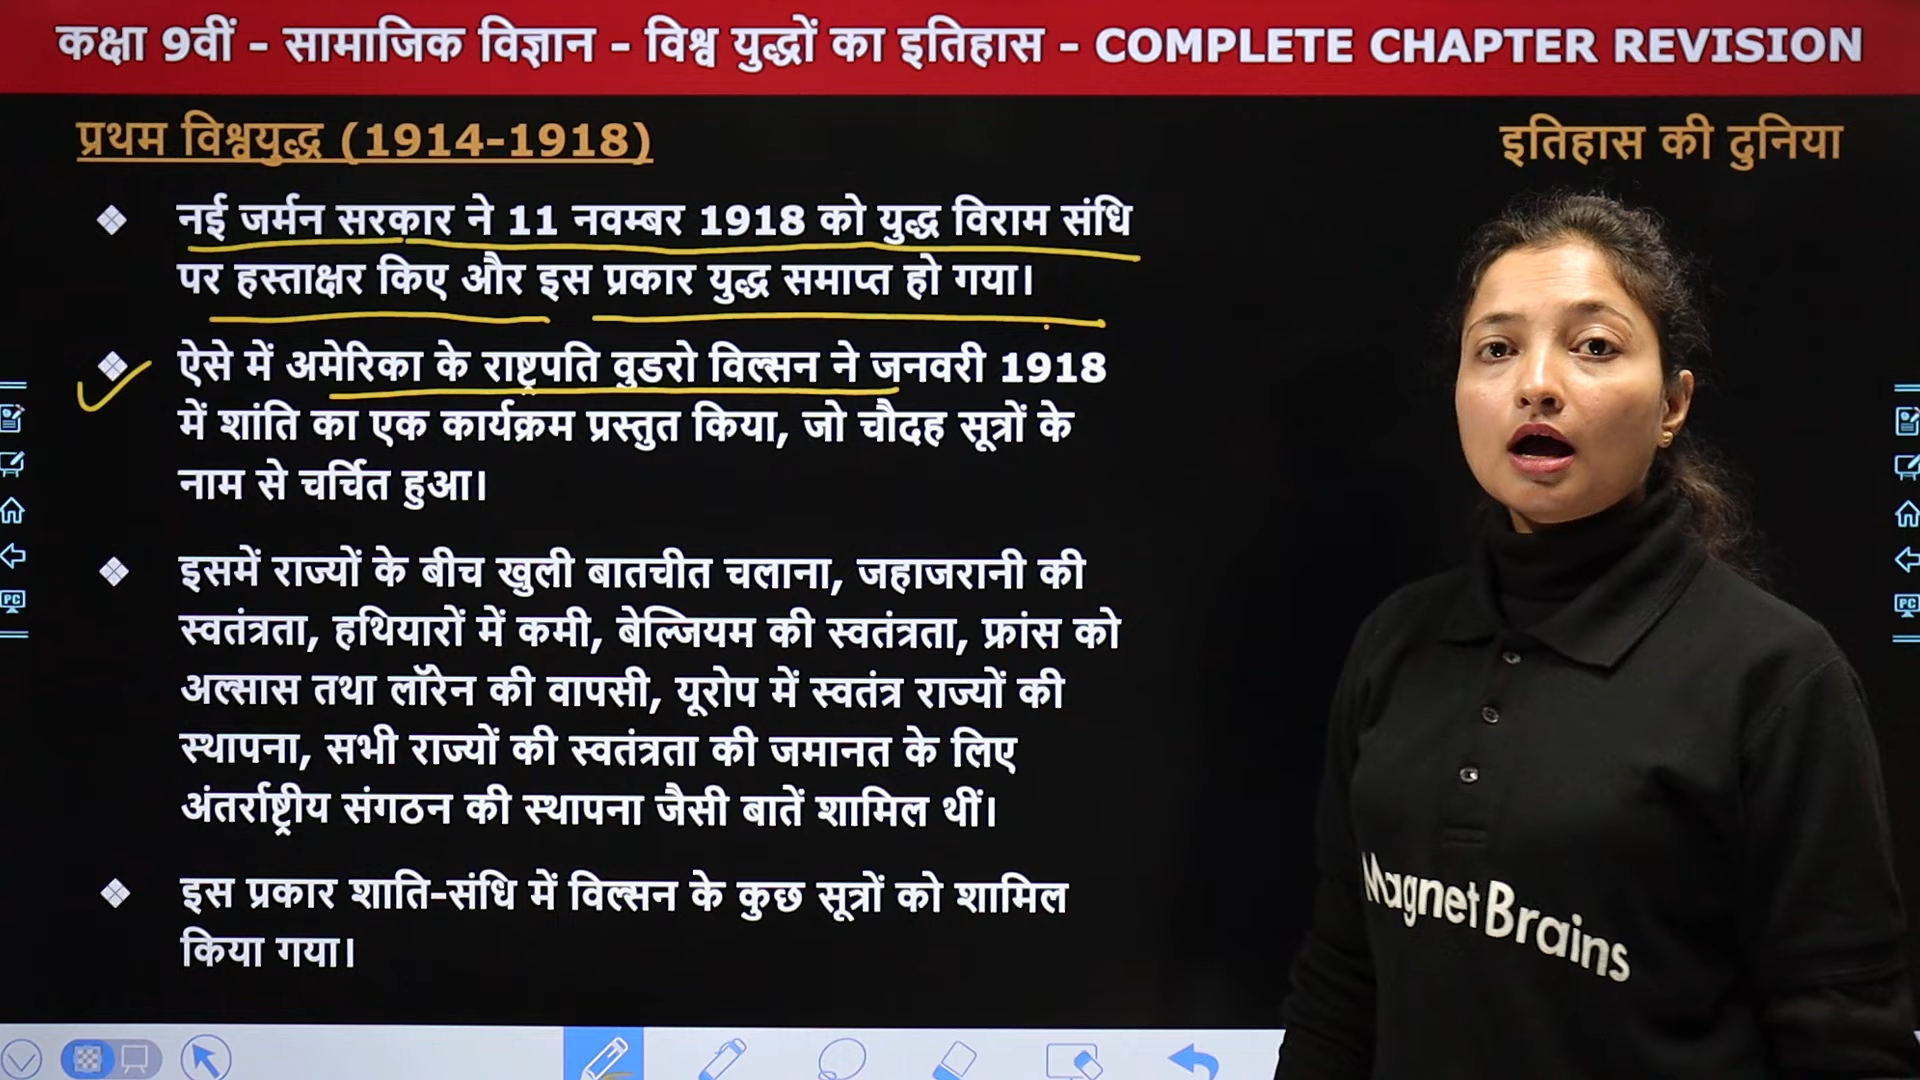 कक्षा 9वीं - सामाजिक विज्ञान - विश्व युद्धों का इतिहास - COMPLETE CHAPTER REVISION
प्रथम विश्वयुद्ध (1914-1918)
इतिहास की दुनिया
❖ नई जर्मन सरकार ने 11 नवम्बर 1918 को युद्ध विराम संधि
पर हस्ताक्षर किए और इस प्रकार युद्ध समाप्त हो गया।
❖ ऐसे में अमेरिका के राष्ट्रपति वुडरो विल्सन ने जनवरी 1918
में शांति का एक कार्यक्रम प्रस्तुत किया, जो चौदह सूत्रों के
नाम से चर्चित हुआ।
❖ इसमें राज्यों के बीच खुली बातचीत चलाना, जहाजरानी की
स्वतंत्रता, हथियारों में कमी, बेल्जियम की स्वतंत्रता, फ्रांस को
अल्सास तथा लॉरेन की वापसी, यूरोप में स्वतंत्र राज्यों की
स्थापना, सभी राज्यों की स्वतंत्रता की जमानत के लिए
अंतर्राष्ट्रीय संगठन की स्थापना जैसी बातें शामिल थीं।
❖ इस प्रकार शाति-संधि में विल्सन के कुछ सूत्रों को शामिल
किया गया।
Magnet Brains
PC
PC